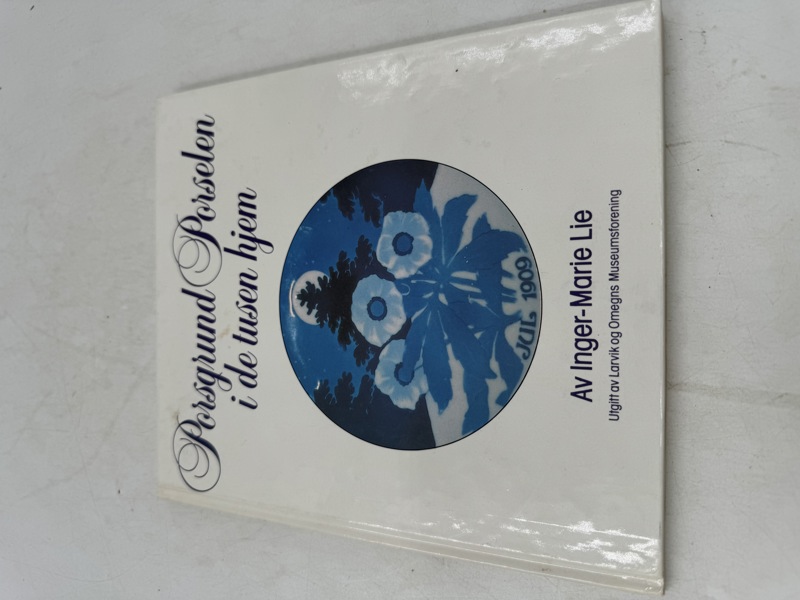 Porsgrund Porselen
i de tusen hjem
JUL 1909
Av Inger-Marie Lie
Utgitt av Larvik og Omegns Museumsforening